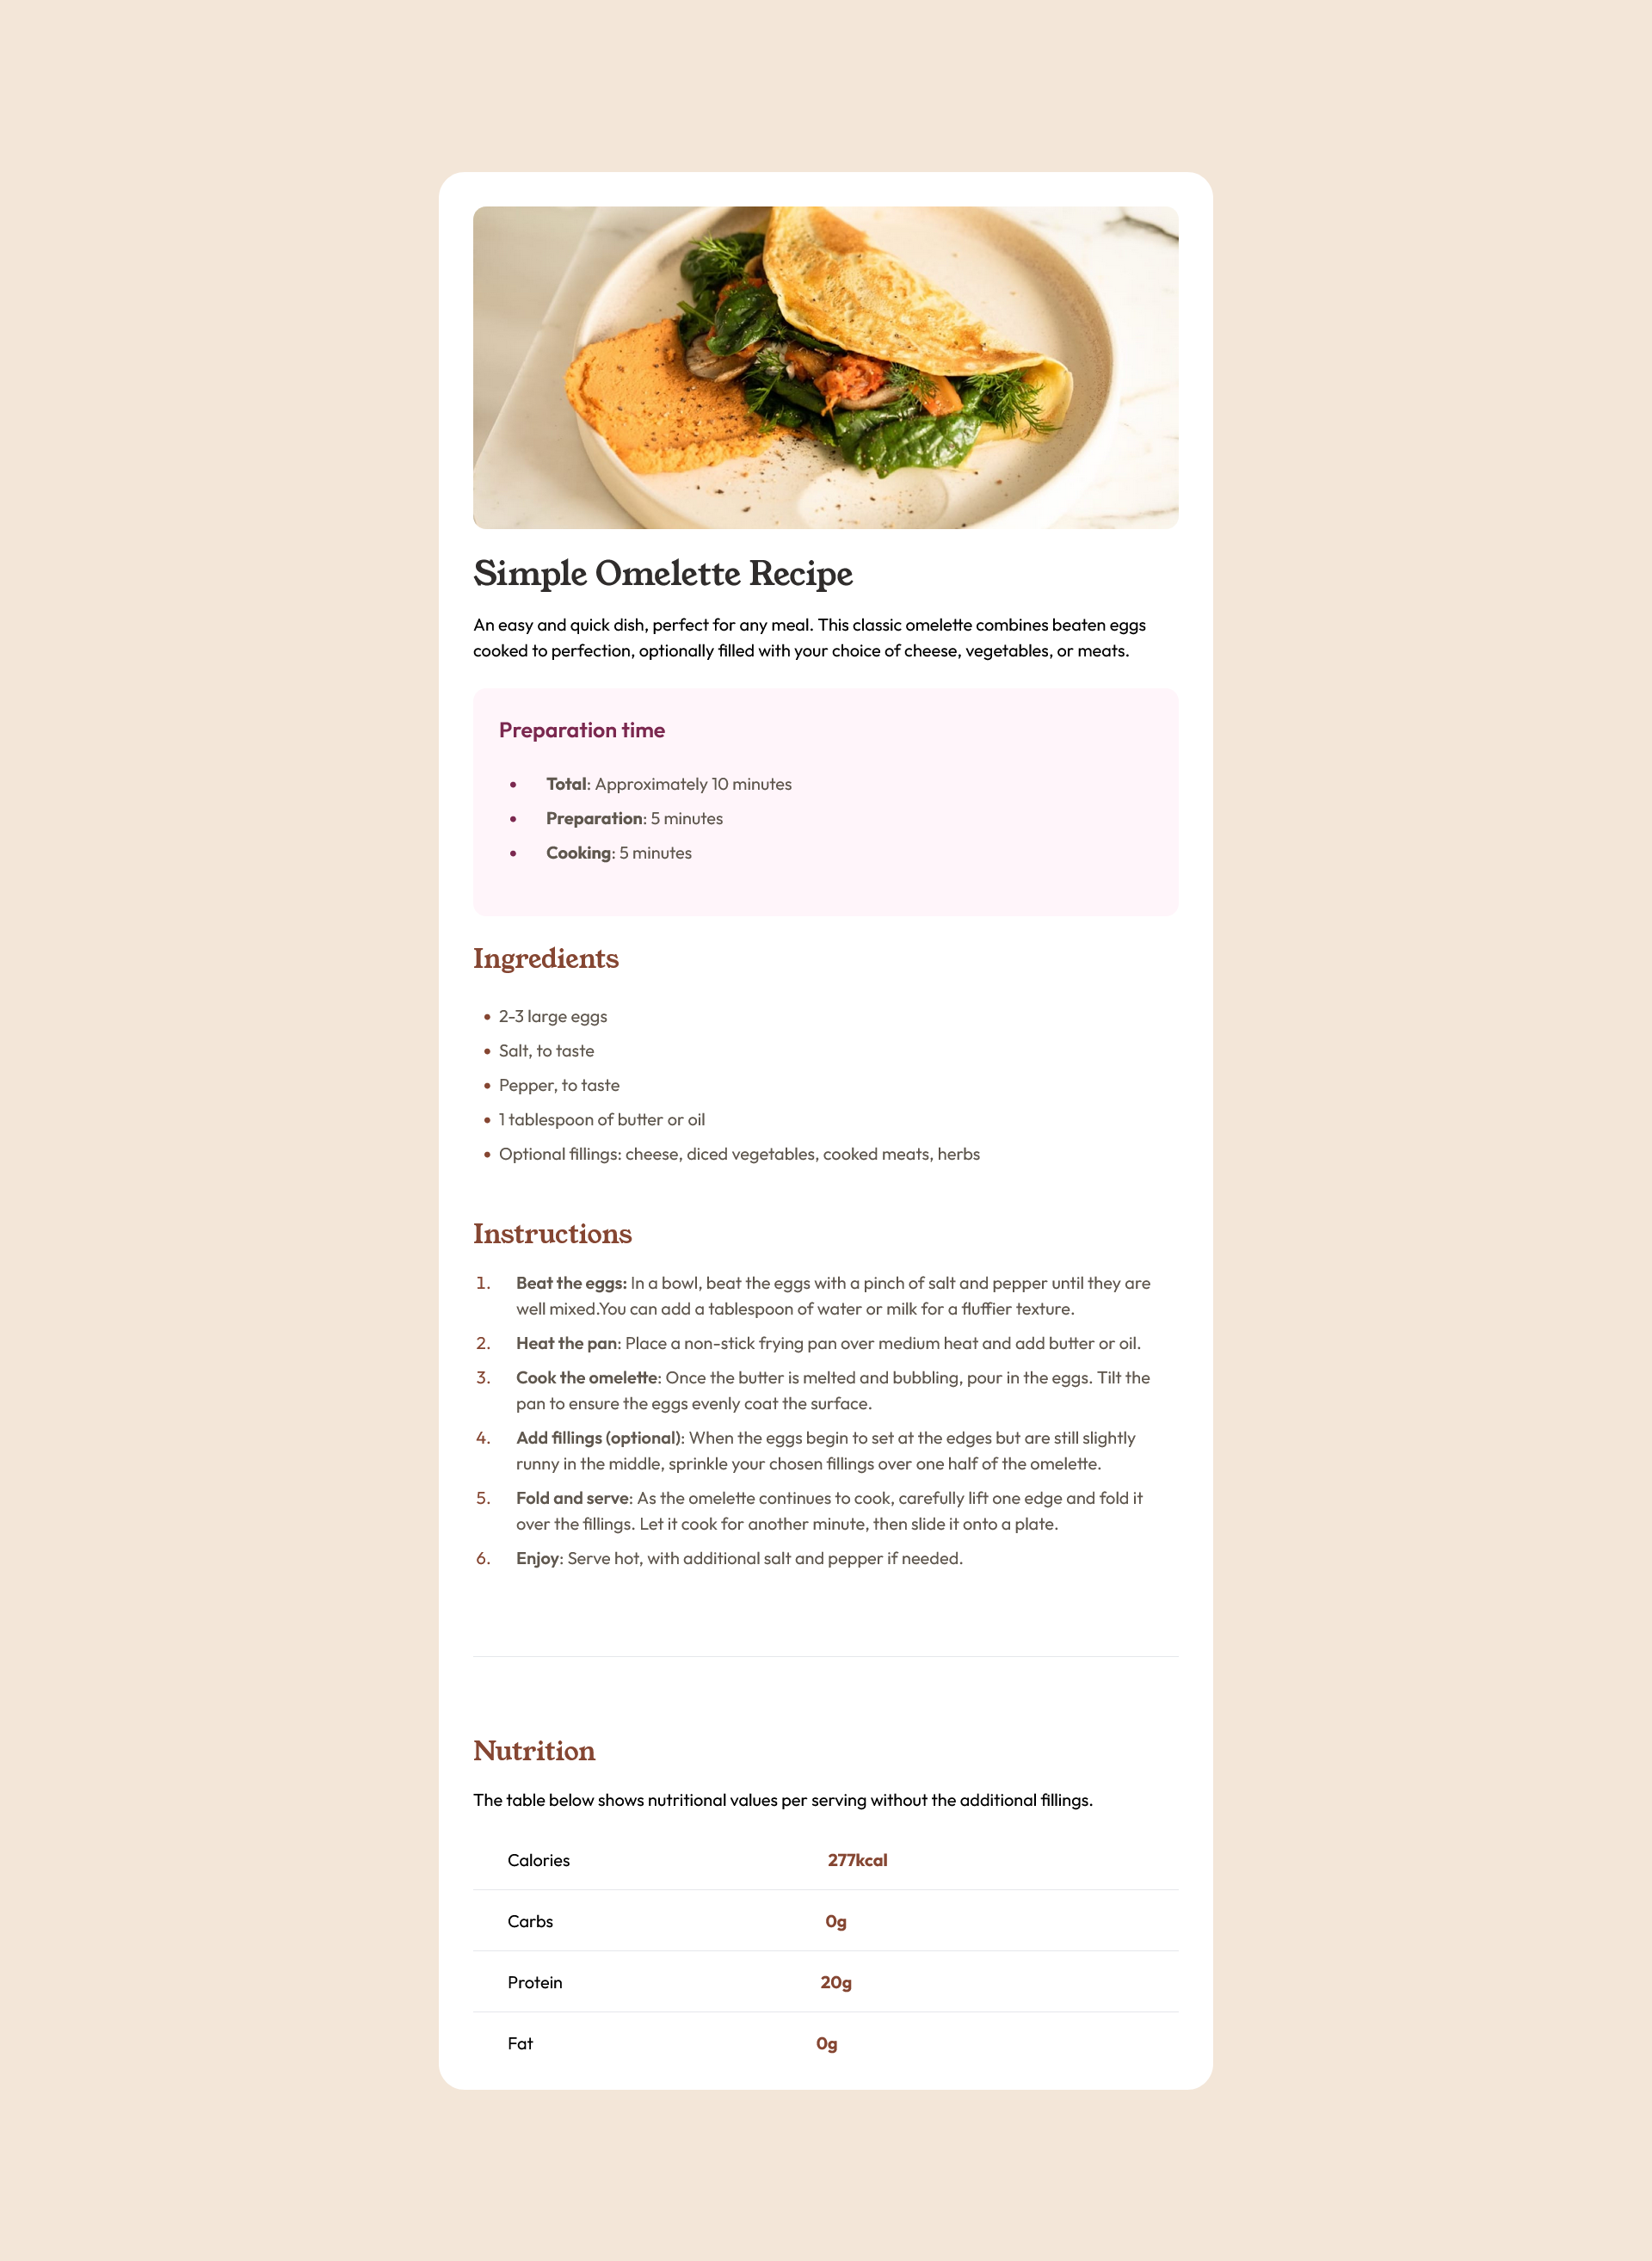 Simple Omelette Recipe
An easy and quick dish, perfect for any meal. This classic omelette combines beaten eggs
cooked to perfection, optionally filled with your choice of cheese, vegetables, or meats.
Preparation time
• Total: Approximately 10 minutes
• Preparation: 5 minutes
• Cooking: 5 minutes
Ingredients
• 2-3 large eggs
• Salt, to taste
• Pepper, to taste
• 1 tablespoon of butter or oil
• Optional fillings: cheese, diced vegetables, cooked meats, herbs
Instructions
1. Beat the eggs: In a bowl, beat the eggs with a pinch of salt and pepper until they are
well mixed.You can add a tablespoon of water or milk for a fluffier texture.
2. Heat the pan: Place a non-stick frying pan over medium heat and add butter or oil.
3. Cook the omelette: Once the butter is melted and bubbling, pour in the eggs. Tilt the
pan to ensure the eggs evenly coat the surface.
4. Add fillings (optional): When the eggs begin to set at the edges but are still slightly
runny in the middle, sprinkle your chosen fillings over one half of the omelette.
5. Fold and serve: As the omelette continues to cook, carefully lift one edge and fold it
over the fillings. Let it cook for another minute, then slide it onto a plate.
6. Enjoy: Serve hot, with additional salt and pepper if needed.
Nutrition
The table below shows nutritional values per serving without the additional fillings.
Calories 277kcal
Carbs 0g
Protein 20g
Fat 0g